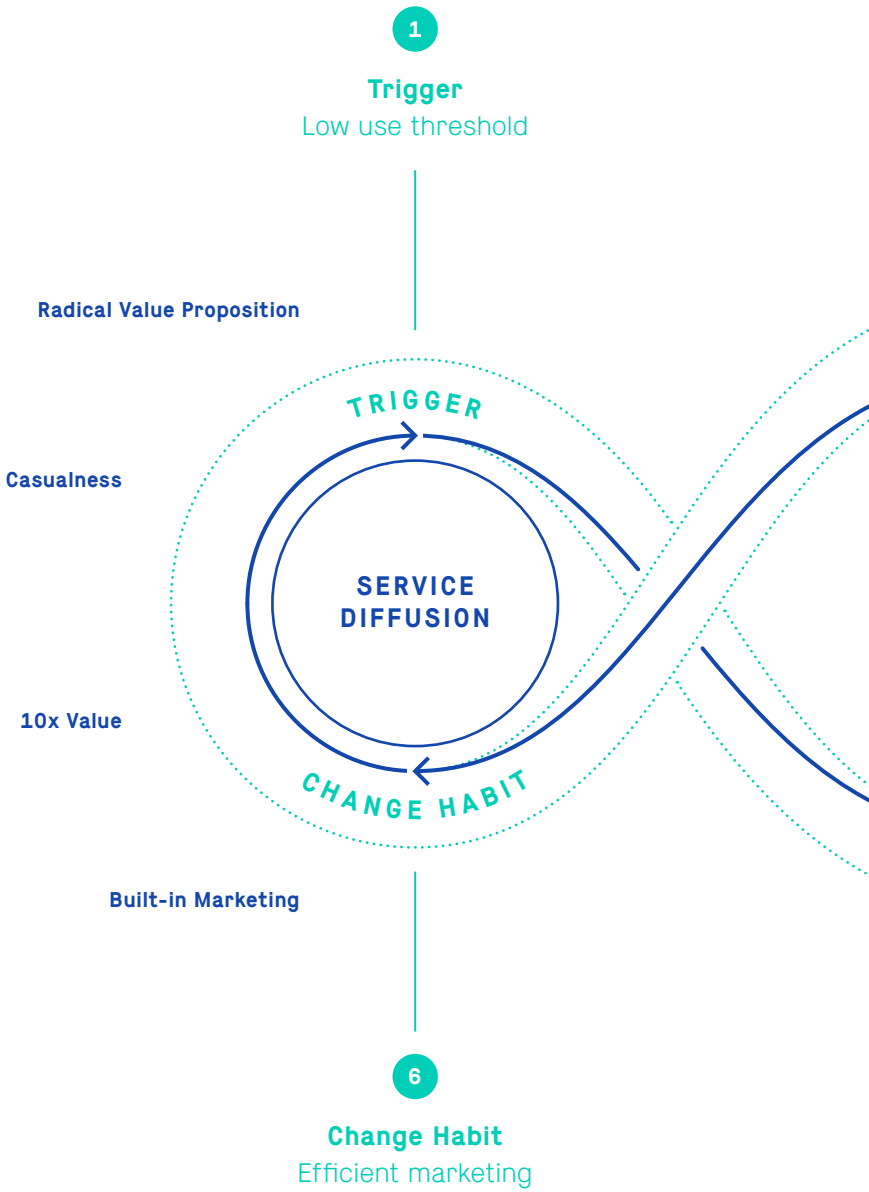 1
Trigger
Low use threshold
Radical Value Proposition
TRIGGER
Casualness
SERVICE
DIFFUSION
10x Value
CHANGE HABIT
Built-in Marketing
6
Change Habit
Efficient marketing